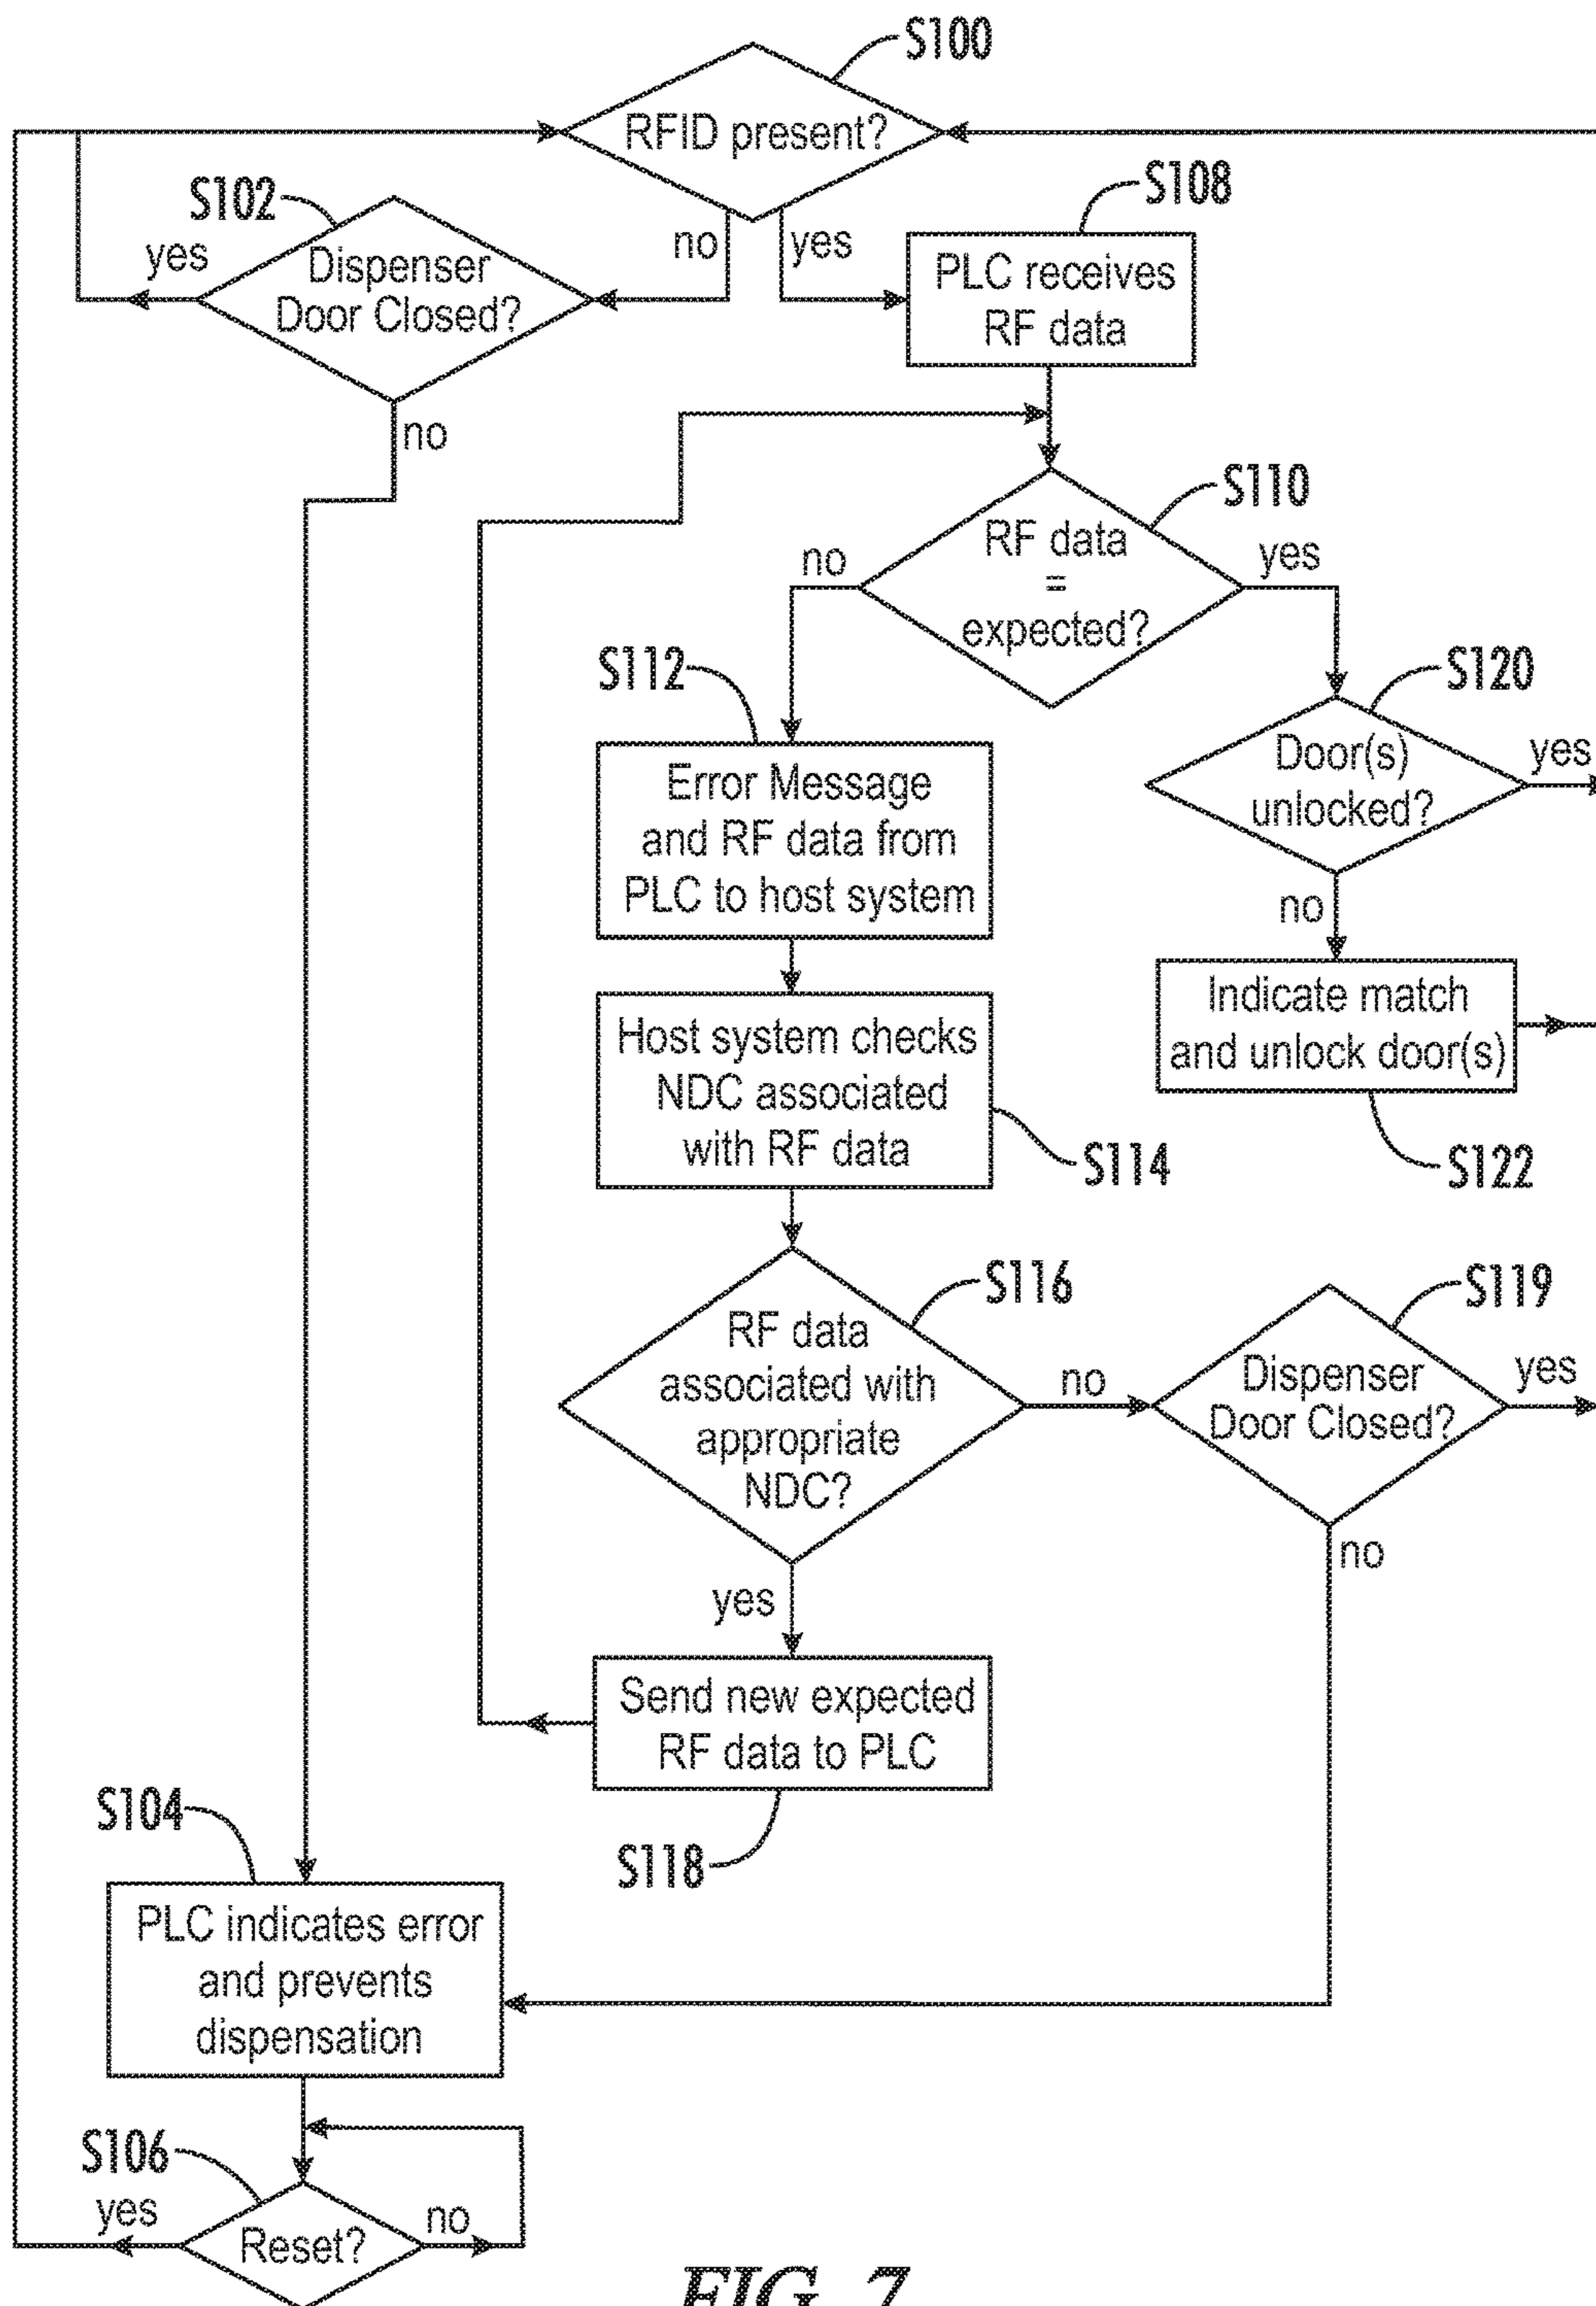 S100
RFID present?
S102
yes
Dispenser
Door Closed?
no
no
yes
S108
PLC receives
RF data
S110
RF data
=
expected?
no
yes
S112
Error Message
and RF data from
PLC to host system
S120
Door(s)
unlocked?
yes
no
Indicate match
and unlock door(s)
S122
Host system checks
NDC associated
with RF data
S114
S116
RF data
associated with
appropriate
NDC?
no
yes
S119
Dispenser
Door Closed?
yes
no
Send new expected
RF data to PLC
S118
S104
PLC indicates error
and prevents
dispensation
S106
yes
Reset?
no
FIG. 7